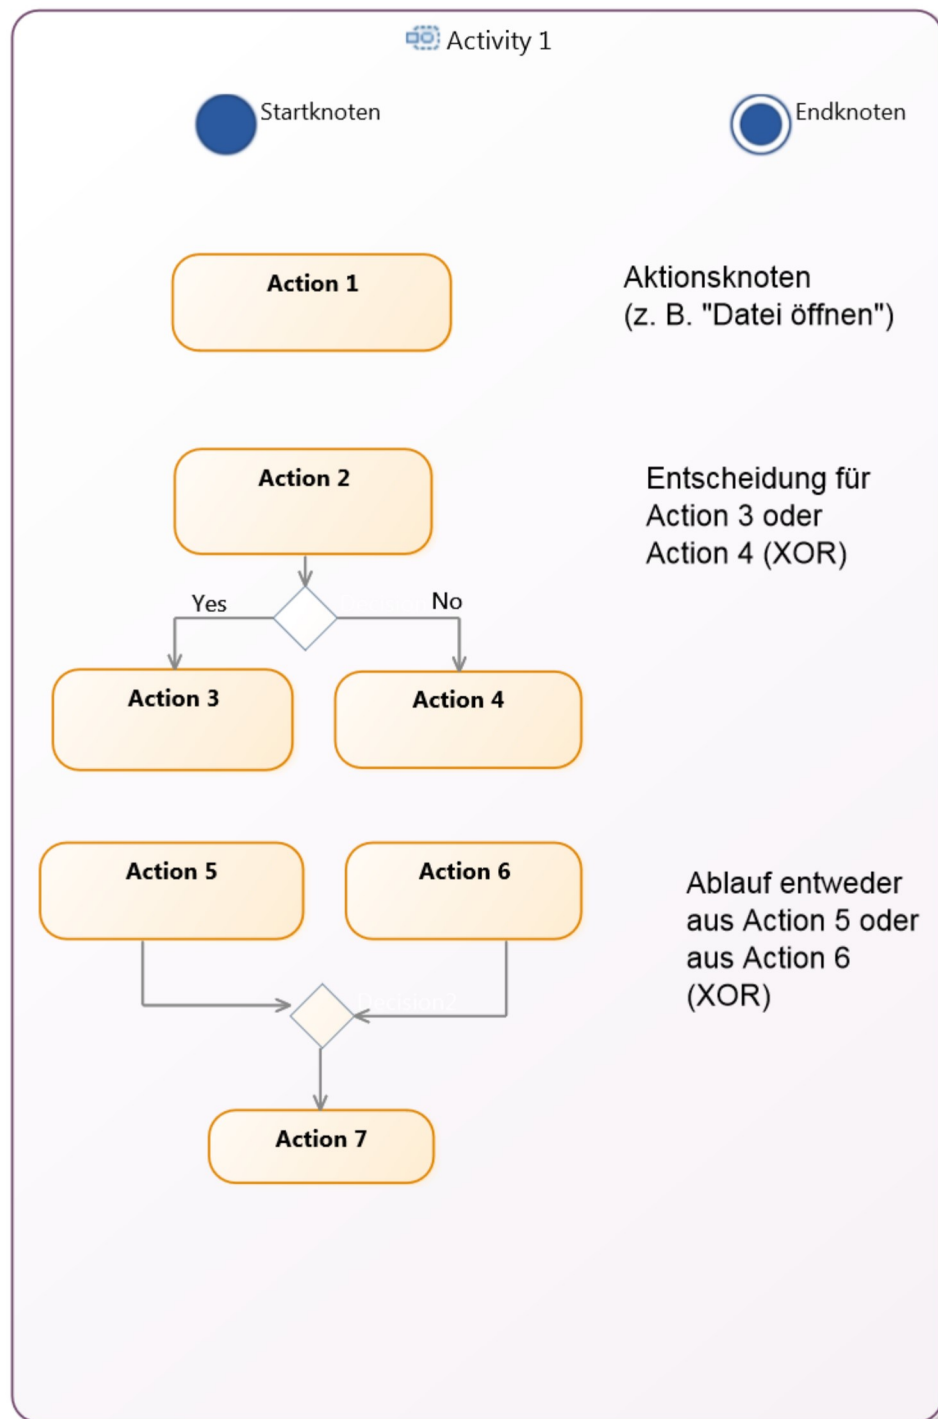 Activity 1
Startknoten
Endknoten
Action 1
Aktionsknoten
(z. B. "Datei öffnen")
Action 2
Entscheidung für
Action 3 oder
Action 4 (XOR)
Yes
No
Action 3
Action 4
Action 5
Action 6
Ablauf entweder
aus Action 5 oder
aus Action 6
(XOR)
Decision2
Action 7